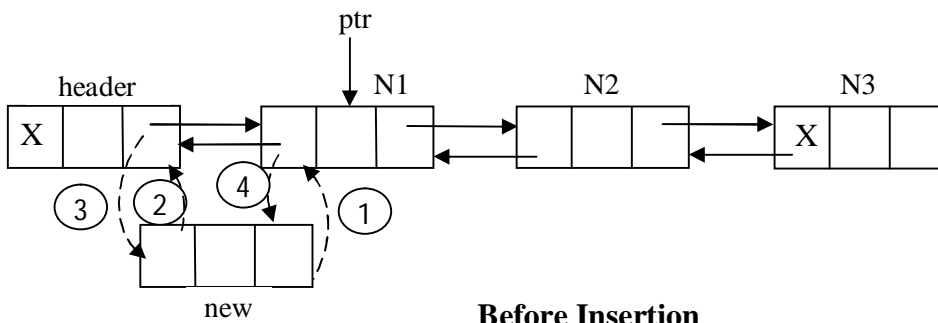 ptr
header N1 N2 N3
X X
3 2 4 1
new
Before Insertion